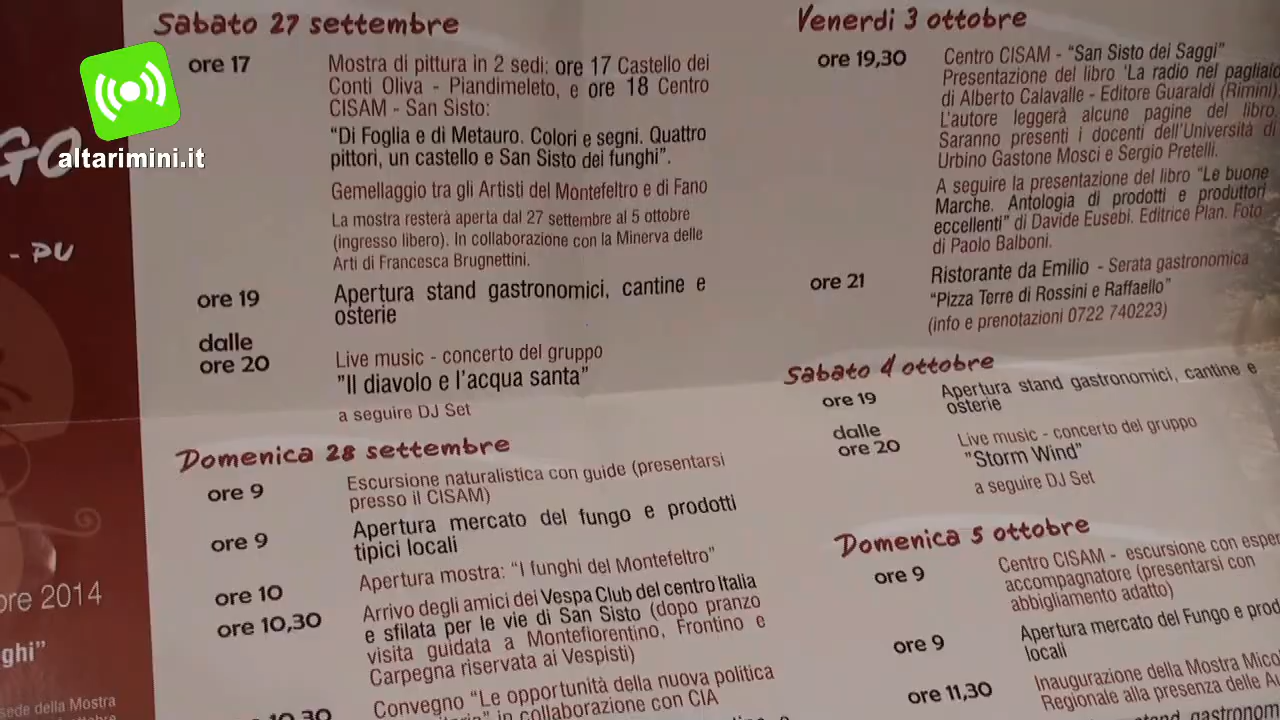 altarimini.it
GO
- PU
re 2014
ghi"
sede della Mostra
Sabato 27 settembre
ore 17
Mostra di pittura in 2 sedi: ore 17 Castello dei
Conti Oliva - Piandimeleto, e ore 18 Centro
CISAM - San Sisto:
"Di Foglia e di Metauro. Colori e segni. Quattro
pittori, un castello e San Sisto dei funghi".
Gemellaggio tra gli Artisti del Montefeltro e di Fano
La mostra resterà aperta dal 27 settembre al 5 ottobre
(ingresso libero). In collaborazione con la Minerva delle
Arti di Francesca Brugnettini.
ore 19
Apertura stand gastronomici, cantine e
osterie
dalle
ore 20
Live music - concerto del gruppo
"Il diavolo e l'acqua santa"
a seguire DJ Set
Domenica 28 settembre
ore 9
Escursione naturalistica con guide (presentarsi
presso il CISAM)
ore 9
Apertura mercato del fungo e prodotti
tipici locali
ore 10
Apertura mostra: "I funghi del Montefeltro"
ore 10,30
Arrivo degli amici dei Vespa Club del centro Italia
e sfilata per le vie di San Sisto (dopo pranzo
visita guidata a Montefiorentino, Frontino e
Carpegna riservata ai Vespisti)
10,30
Convegno "Le opportunità della nuova politica
in collaborazione con CIA
Venerdì 3 ottobre
ore 19,30
Centro CISAM - "San Sisto dei Saggi"
Presentazione del libro 'La radio nel pagliaio
di Alberto Calavalle - Editore Guaraldi (Rimini).
L'autore leggerà alcune pagine del libro.
Saranno presenti i docenti dell'Università di
Urbino Gastone Mosci e Sergio Pretelli.
A seguire la presentazione del libro "Le buone
Marche. Antologia di prodotti e produttori
eccellenti" di Davide Eusebi. Editrice Plan. Foto
di Paolo Balboni.
ore 21
Ristorante da Emilio - Serata gastronomica
"Pizza Terre di Rossini e Raffaello"
(info e prenotazioni 0722 740223)
Sabato 4 ottobre
ore 19
Apertura stand gastronomici, cantine e
osterie
dalle
ore 20
Live music - concerto del gruppo
"Storm Wind"
a seguire DJ Set
Domenica 5 ottobre
ore 9
Centro CISAM - escursione con esper
accompagnatore (presentarsi con
abbigliamento adatto)
ore 9
Apertura mercato del Fungo e prod
locali
ore 11,30
Inaugurazione della Mostra Mico
Regionale alla presenza delle Au